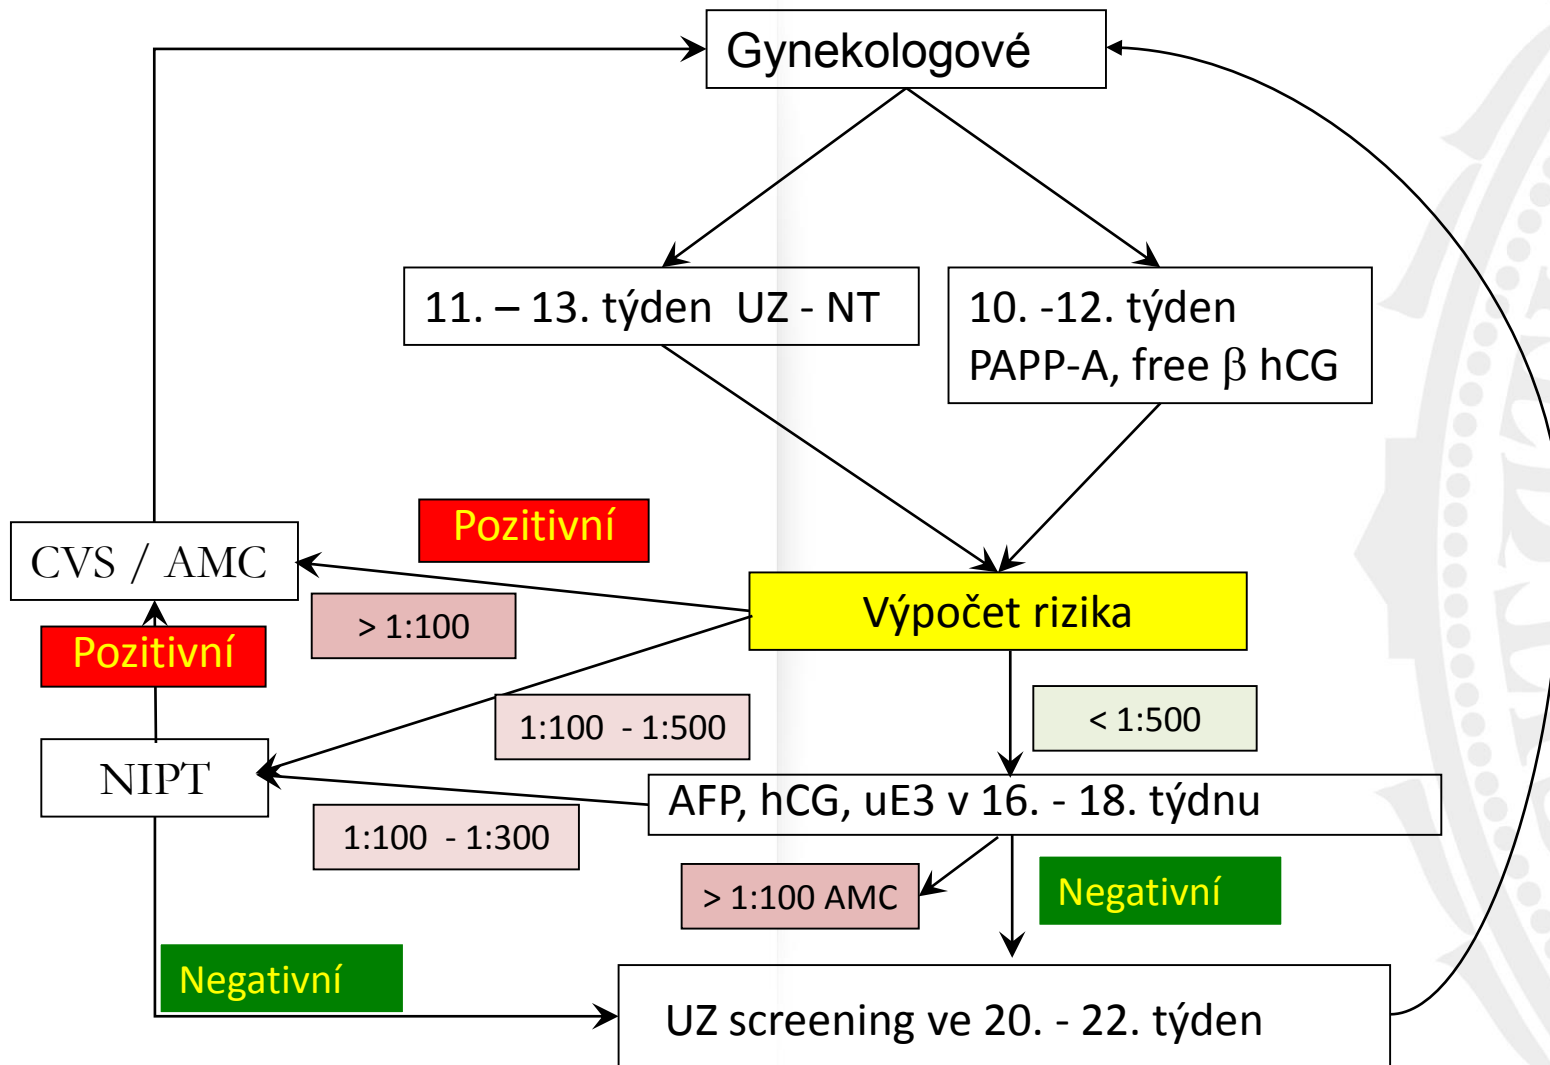 Gynekologové
11. – 13. týden UZ - NT
10. -12. týden
PAPP-A, free β hCG
Pozitivní
CVS / AMC
> 1:100
Výpočet rizika
Pozitivní
1:100 - 1:500
< 1:500
NIPT
AFP, hCG, uE3 v 16. - 18. týdnu
1:100 - 1:300
> 1:100 AMC
Negativní
Negativní
UZ screening ve 20. - 22. týden